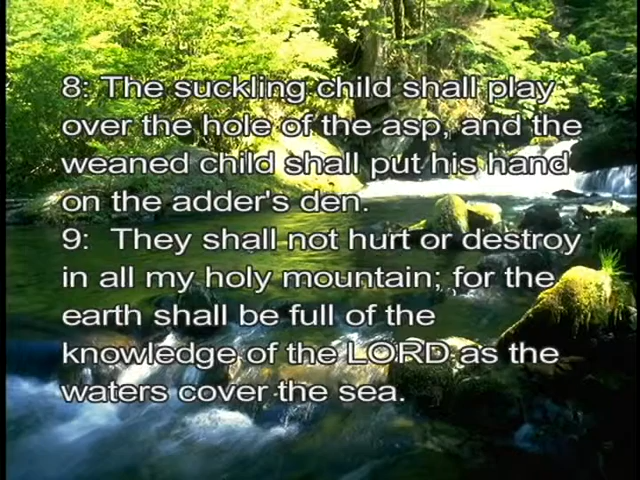 8: The suckling child shall play
over the hole of the asp, and the
weaned child shall put his hand
on the adder's den.
9:  They shall not hurt or destroy
in all my holy mountain; for the
earth shall be full of the
knowledge of the LORD as the
waters cover the sea.